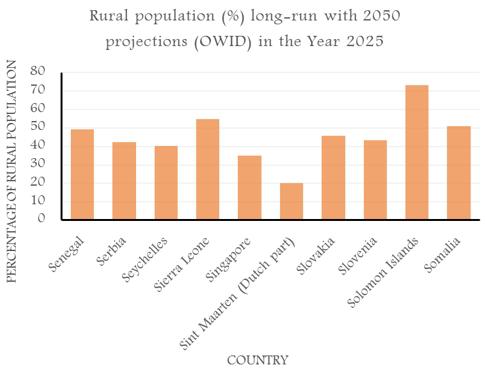 Rural population (%) long-run with 2050
projections (OWID) in the Year 2025
PERCENTAGE OF RURAL POPULATION
80
70
60
50
40
30
20
10
0
Senegal
Serbia
Seychelles
Sierra Leone
Singapore
Sint Maarten (Dutch part)
Slovakia
Slovenia
Solomon Islands
Somalia
COUNTRY